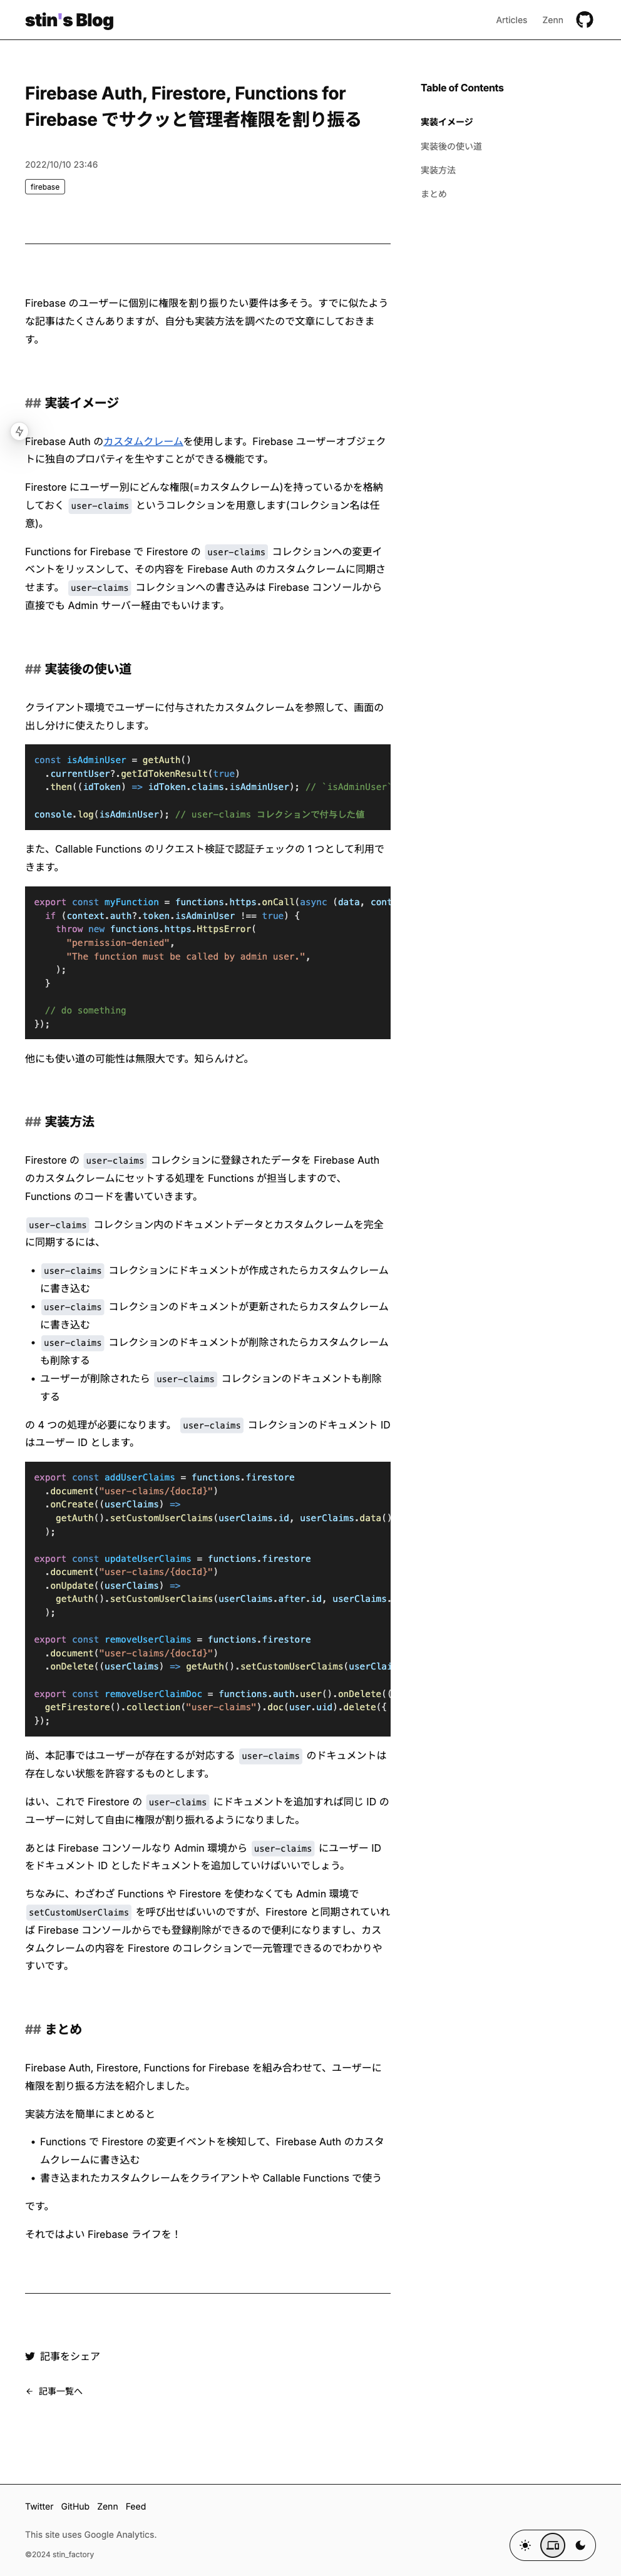 stin's Blog
Articles Zenn
Firebase Auth, Firestore, Functions for
Firebase でサクッと管理者権限を割り振る
2022/10/10 23:46
firebase
Table of Contents
実装イメージ
実装後の使い道
実装方法
まとめ
Firebase のユーザーに個別に権限を割り振りたい要件は多そう。すでに似たよう
な記事はたくさんありますが、自分も実装方法を調べたので文章にしておきま
す。
## 実装イメージ
Firebase Auth のカスタムクレームを使用します。Firebase ユーザーオブジェク
トに独自のプロパティを生やすことができる機能です。
Firestore にユーザー別にどんな権限(=カスタムクレーム)を持っているかを格納
しておく user-claims というコレクションを用意します(コレクション名は任
意)。
Functions for Firebase で Firestore の user-claims コレクションへの変更イ
ベントをリッスンして、その内容を Firebase Auth のカスタムクレームに同期さ
せます。 user-claims コレクションへの書き込みは Firebase コンソールから
直接でも Admin サーバー経由でもいけます。
## 実装後の使い道
クライアント環境でユーザーに付与されたカスタムクレームを参照して、画面の
出し分けに使えたりします。
const isAdminUser = getAuth()
.currentUser?.getIdTokenResult(true)
.then((idToken) => idToken.claims.isAdminUser); // `isAdminUser`
console.log(isAdminUser); // user-claims コレクションで付与した値
また、Callable Functions のリクエスト検証で認証チェックの 1 つとして利用で
きます。
export const myFunction = functions.https.onCall(async (data, cont
if (context.auth?.token.isAdminUser !== true) {
throw new functions.https.HttpsError(
"permission-denied",
"The function must be called by admin user.",
);
}
// do something
});
他にも使い道の可能性は無限大です。知らんけど。
## 実装方法
Firestore の user-claims コレクションに登録されたデータを Firebase Auth
のカスタムクレームにセットする処理を Functions が担当しますので、
Functions のコードを書いていきます。
user-claims コレクション内のドキュメントデータとカスタムクレームを完全
に同期するには、
• user-claims コレクションにドキュメントが作成されたらカスタムクレーム
に書き込む
• user-claims コレクションのドキュメントが更新されたらカスタムクレーム
に書き込む
• user-claims コレクションのドキュメントが削除されたらカスタムクレーム
も削除する
• ユーザーが削除されたら user-claims コレクションのドキュメントも削除
する
の 4 つの処理が必要になります。 user-claims コレクションのドキュメント ID
はユーザー ID とします。
export const addUserClaims = functions.firestore
.document("user-claims/{docId}")
.onCreate((userClaims) =>
getAuth().setCustomUserClaims(userClaims.id, userClaims.data()
);
export const updateUserClaims = functions.firestore
.document("user-claims/{docId}")
.onUpdate((userClaims) =>
getAuth().setCustomUserClaims(userClaims.after.id, userClaims.
);
export const removeUserClaims = functions.firestore
.document("user-claims/{docId}")
.onDelete((userClaims) => getAuth().setCustomUserClaims(userClai
export const removeUserClaimDoc = functions.auth.user().onDelete((
getFirestore().collection("user-claims").doc(user.uid).delete({
});
尚、本記事ではユーザーが存在するが対応する user-claims のドキュメントは
存在しない状態を許容するものとします。
はい、これで Firestore の user-claims にドキュメントを追加すれば同じ ID の
ユーザーに対して自由に権限が割り振れるようになりました。
あとは Firebase コンソールなり Admin 環境から user-claims にユーザー ID
をドキュメント ID としたドキュメントを追加していけばいいでしょう。
ちなみに、わざわざ Functions や Firestore を使わなくても Admin 環境で
setCustomUserClaims を呼び出せばいいのですが、Firestore と同期されていれ
ば Firebase コンソールからでも登録削除ができるので便利になりますし、カス
タムクレームの内容を Firestore のコレクションで一元管理できるのでわかりや
すいです。
## まとめ
Firebase Auth, Firestore, Functions for Firebase を組み合わせて、ユーザーに
権限を割り振る方法を紹介しました。
実装方法を簡単にまとめると
• Functions で Firestore の変更イベントを検知して、Firebase Auth のカスタ
ムクレームに書き込む
• 書き込まれたカスタムクレームをクライアントや Callable Functions で使う
です。
それではよい Firebase ライフを！
記事をシェア
← 記事一覧へ
Twitter GitHub Zenn Feed
This site uses Google Analytics.
©2024 stin_factory